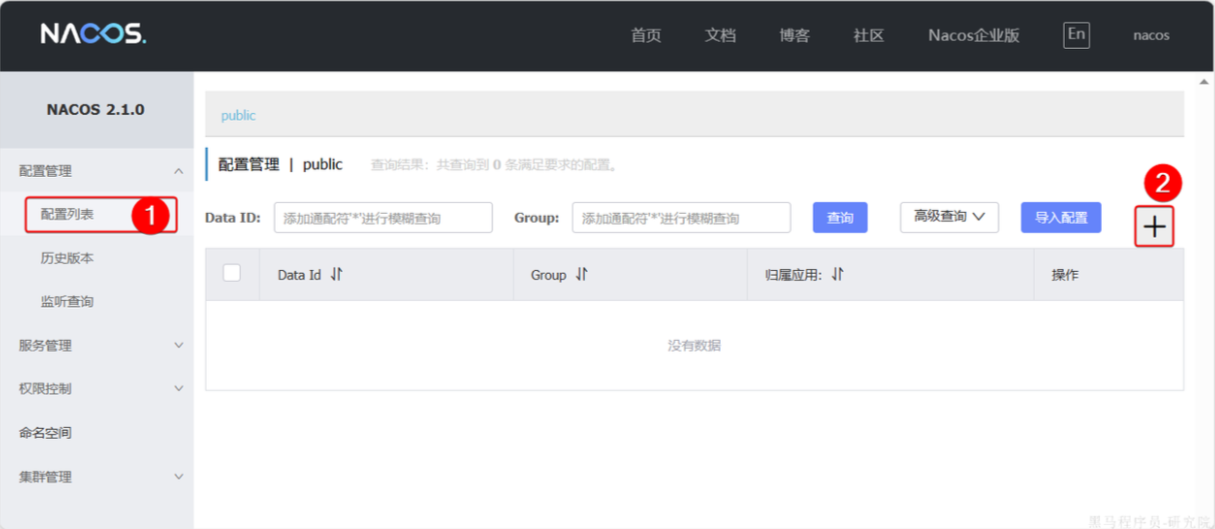 NACOS.
首页 文档 博客 社区 Nacos企业版 En nacos
NACOS 2.1.0
public
配置管理
配置管理 | public 查询结果：共查询到 0 条满足要求的配置。
2
配置列表 1
Data ID: 添加通配符'*'进行模糊查询 Group: 添加通配符'*'进行模糊查询 查询 高级查询 导入配置 +
历史版本
Data Id Group 归属应用: 操作
监听查询
没有数据
服务管理
权限控制
命名空间
集群管理
黑马程序员-研究院